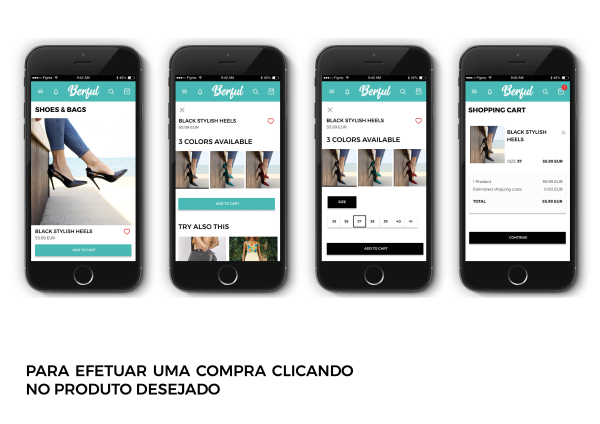 Figma 9:42 AM 42%
Berful
SHOES & BAGS
BLACK STYLISH HEELS
55.99 EUR
ADD TO CART
Figma 9:42 AM 42%
Berful
BLACK STYLISH HEELS
55.99 EUR
3 COLORS AVAILABLE
ADD TO CART
TRY ALSO THIS
Figma 9:42 AM 42%
Berful
BLACK STYLISH HEELS
55.99 EUR
3 COLORS AVAILABLE
SIZE
35 36 37 38 39 40 41
ADD TO CART
Figma 9:42 AM 42%
Berful
SHOPPING CART
BLACK STYLISH
HEELS
SIZE 37 55.99 EUR
1 Product 55.99 EUR
Estimated shopping costs 0.00 EUR
TOTAL 55.99 EUR
CONTINUE
PARA EFETUAR UMA COMPRA CLICANDO
NO PRODUTO DESEJADO